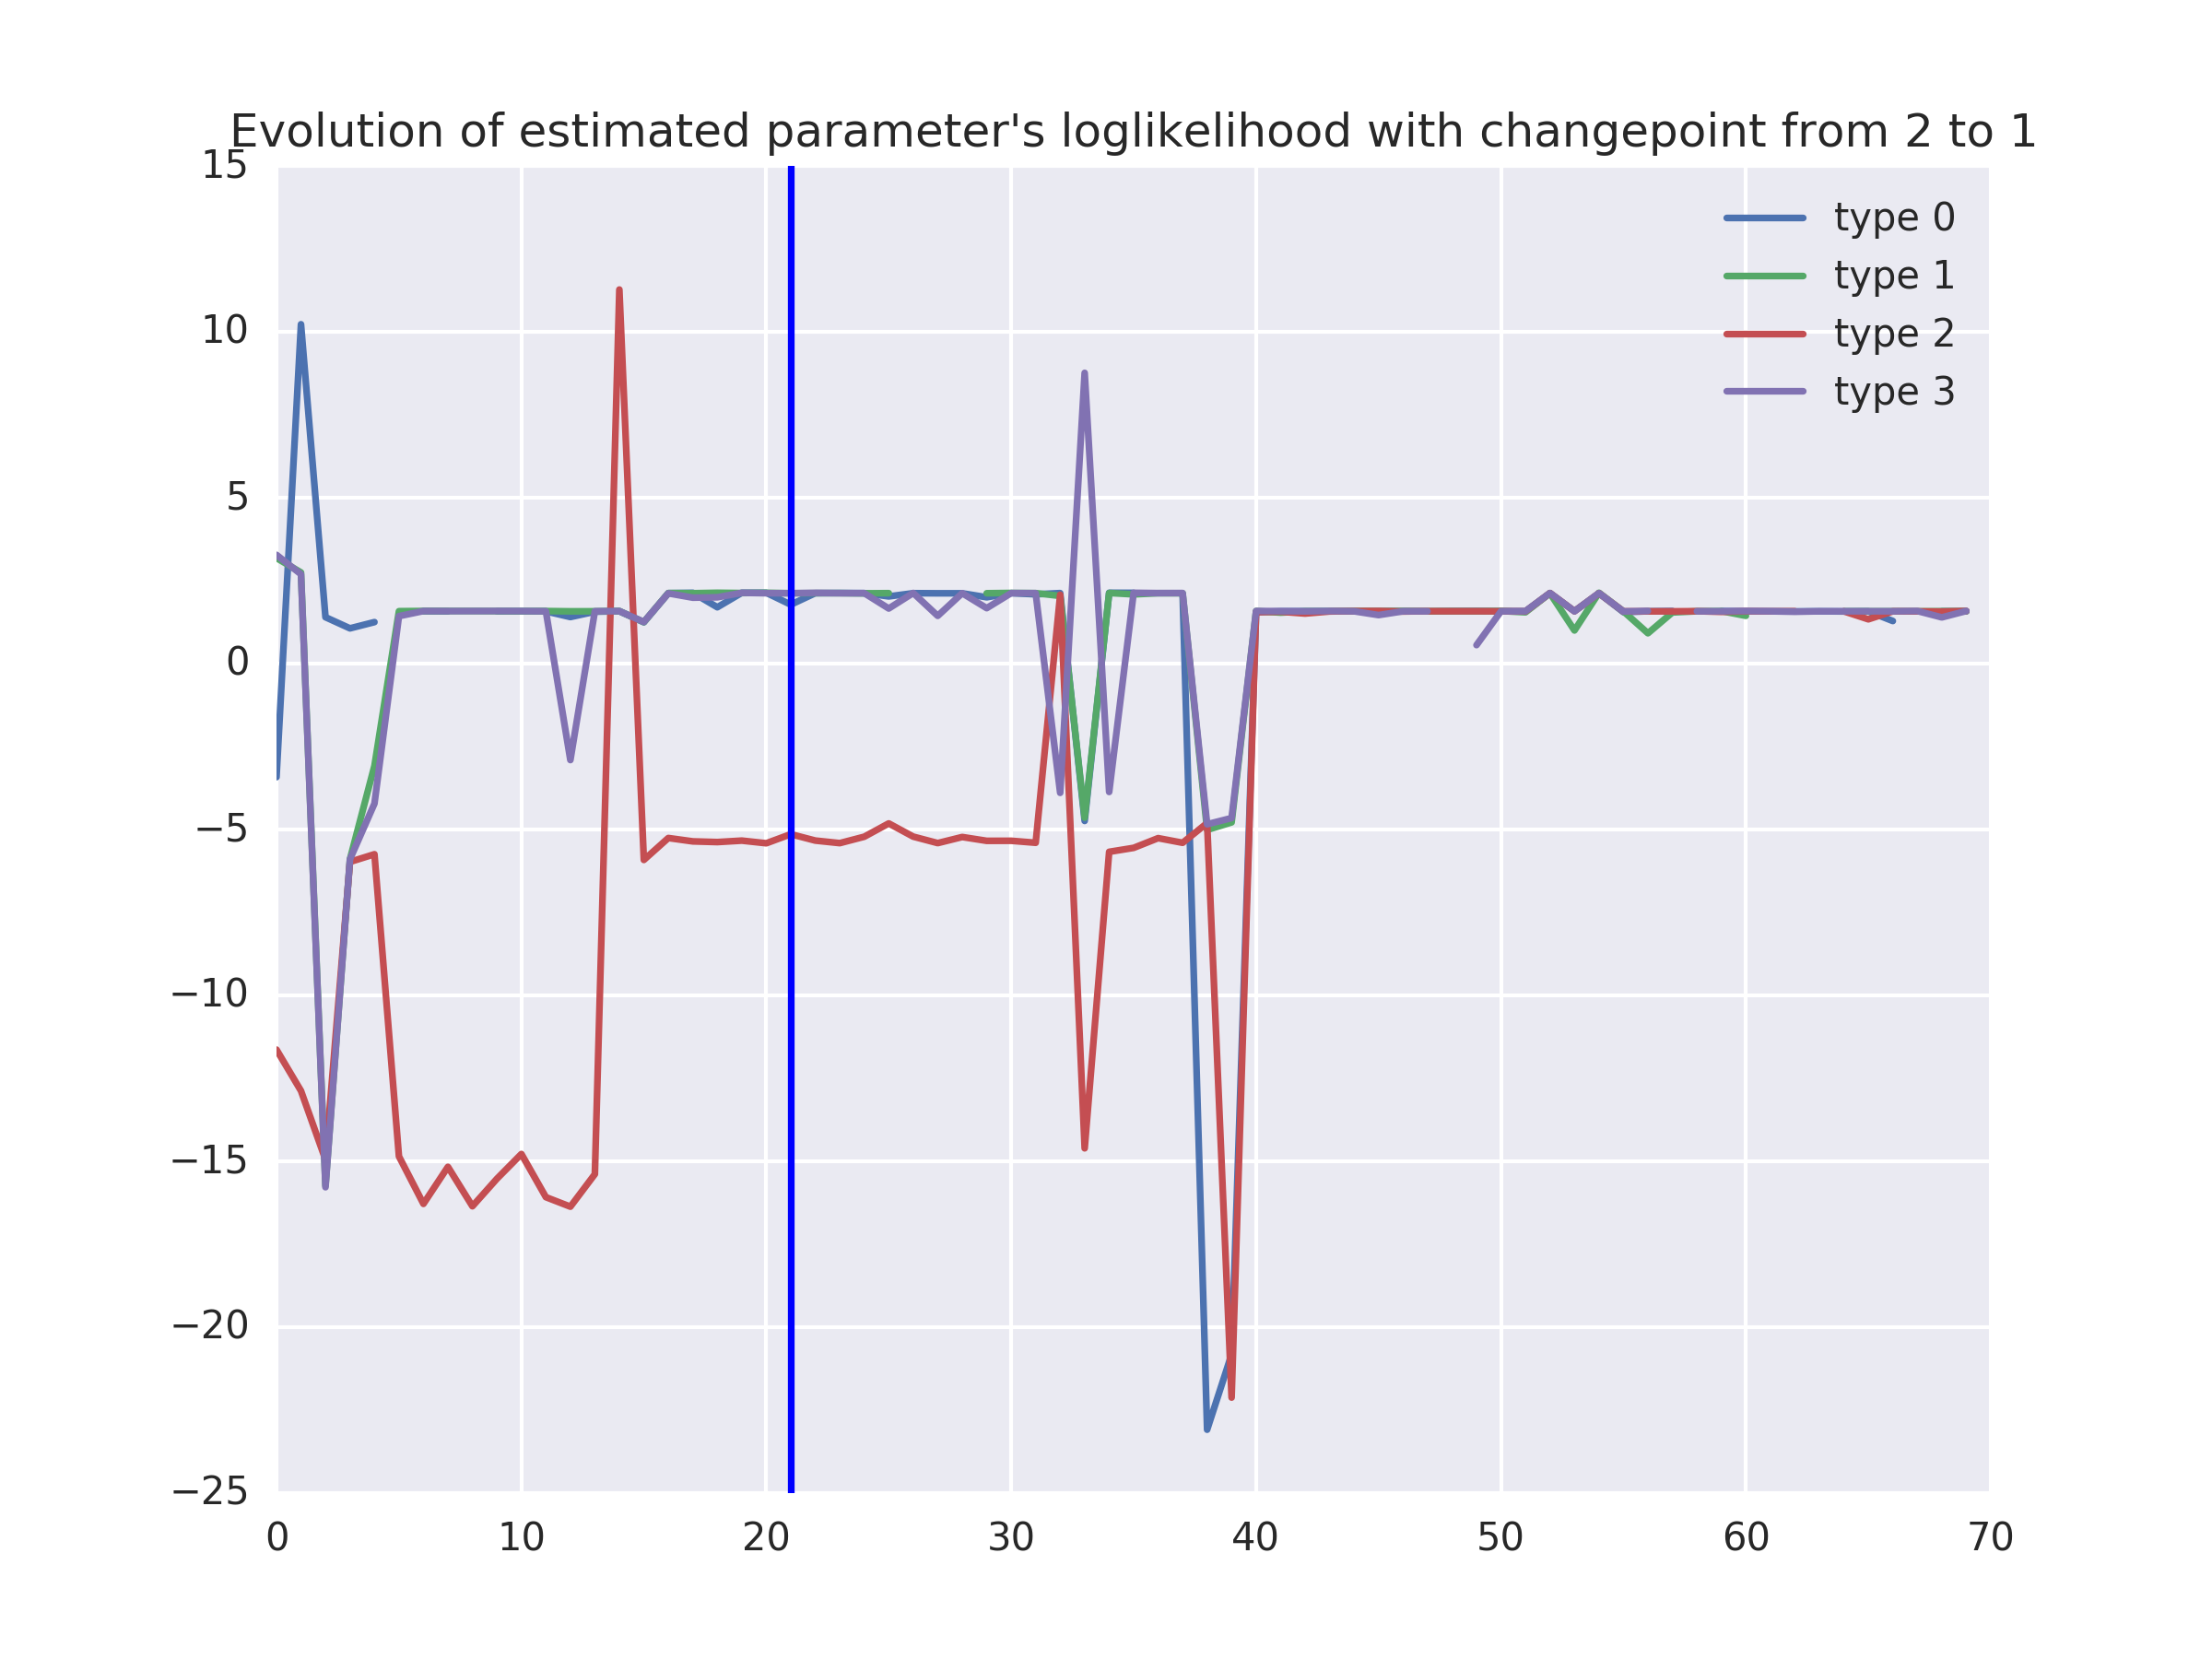 Evolution of estimated parameter's loglikelihood with changepoint from 2 to 1
15
10
5
0
−5
−10
−15
−20
−25
type 0
type 1
type 2
type 3
0 10 20 30 40 50 60 70